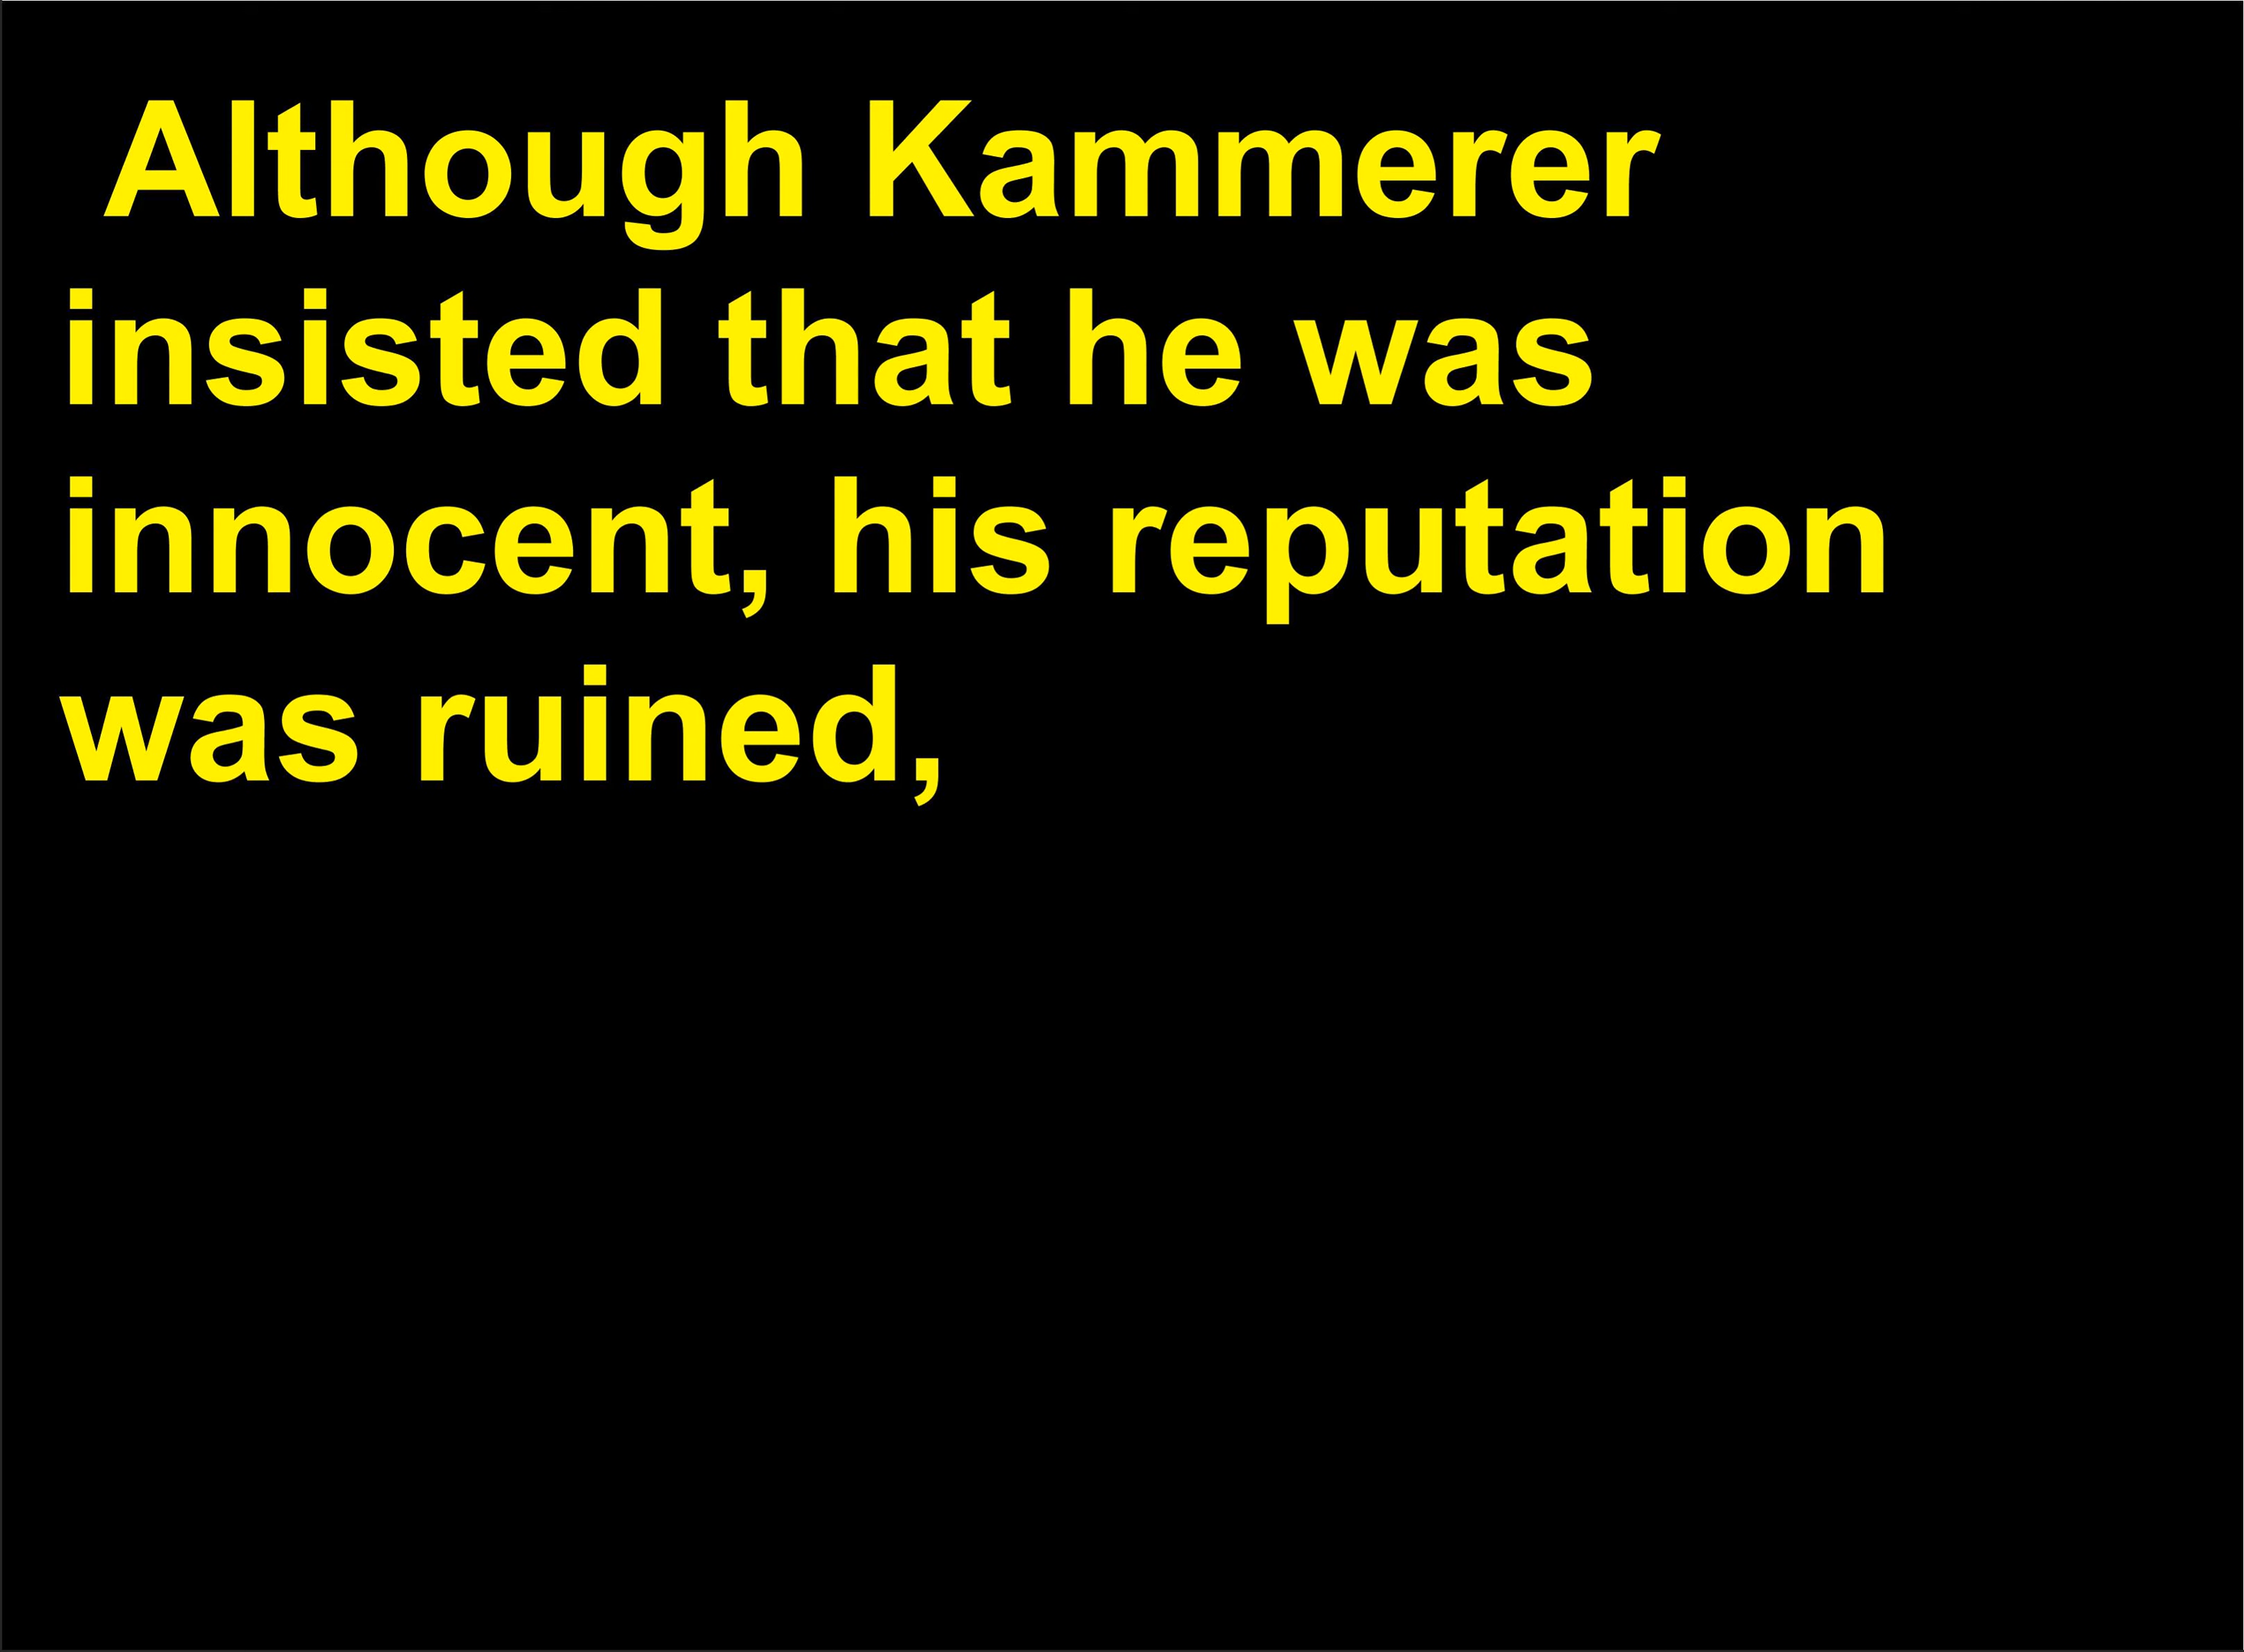 Although Kammerer
insisted that he was
innocent, his reputation
was ruined,